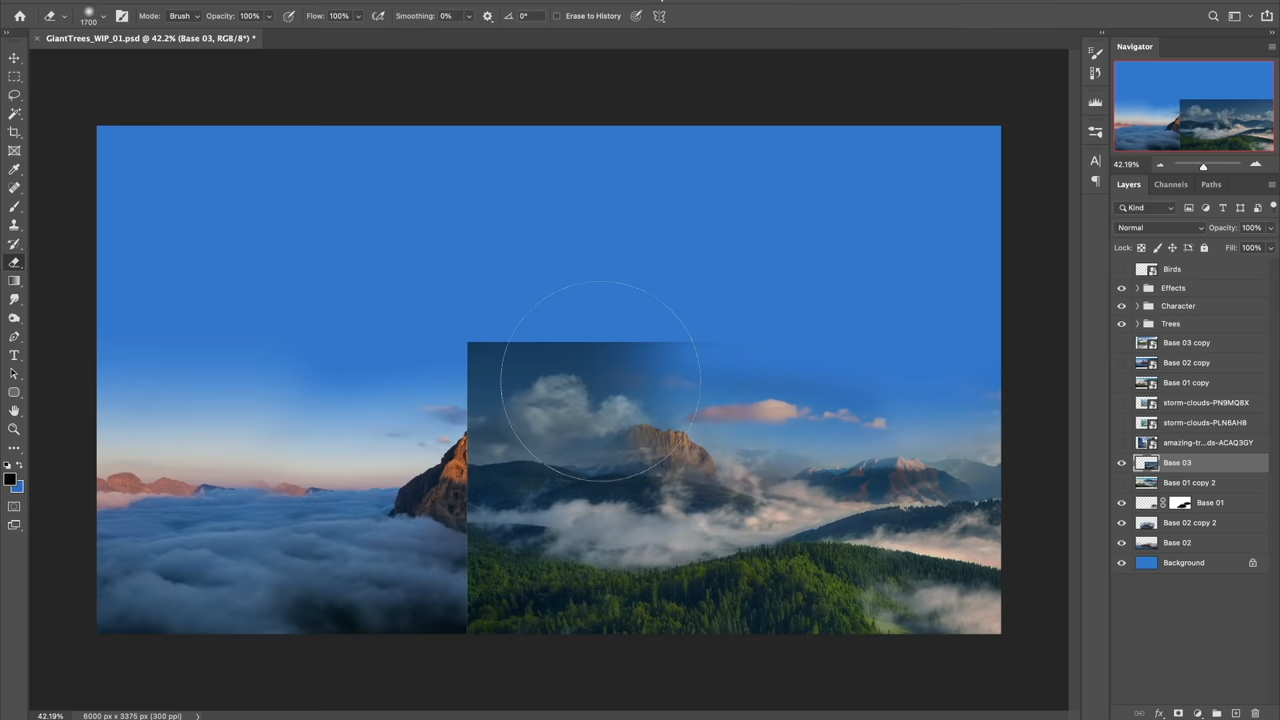 1700 Mode: Brush Opacity: 100% Flow: 100% Smoothing: 0% 0° Erase to History
× GiantTrees_WIP_01.psd @ 42.2% (Base 03, RGB/8*) *
Navigator
42.19%
Layers Channels Paths
Kind
Normal Opacity: 100%
Lock: Fill: 100%
Birds
Effects
Character
Trees
Base 03 copy
Base 02 copy
Base 01 copy
storm-clouds-PN9MQ8X
storm-clouds-PLN6AH8
amazing-tr...ds-ACAQ3GY
Base 03
Base 01 copy 2
Base 01
Base 02 copy 2
Base 02
Background
42.19% 6000 px x 3375 px (300 ppi)